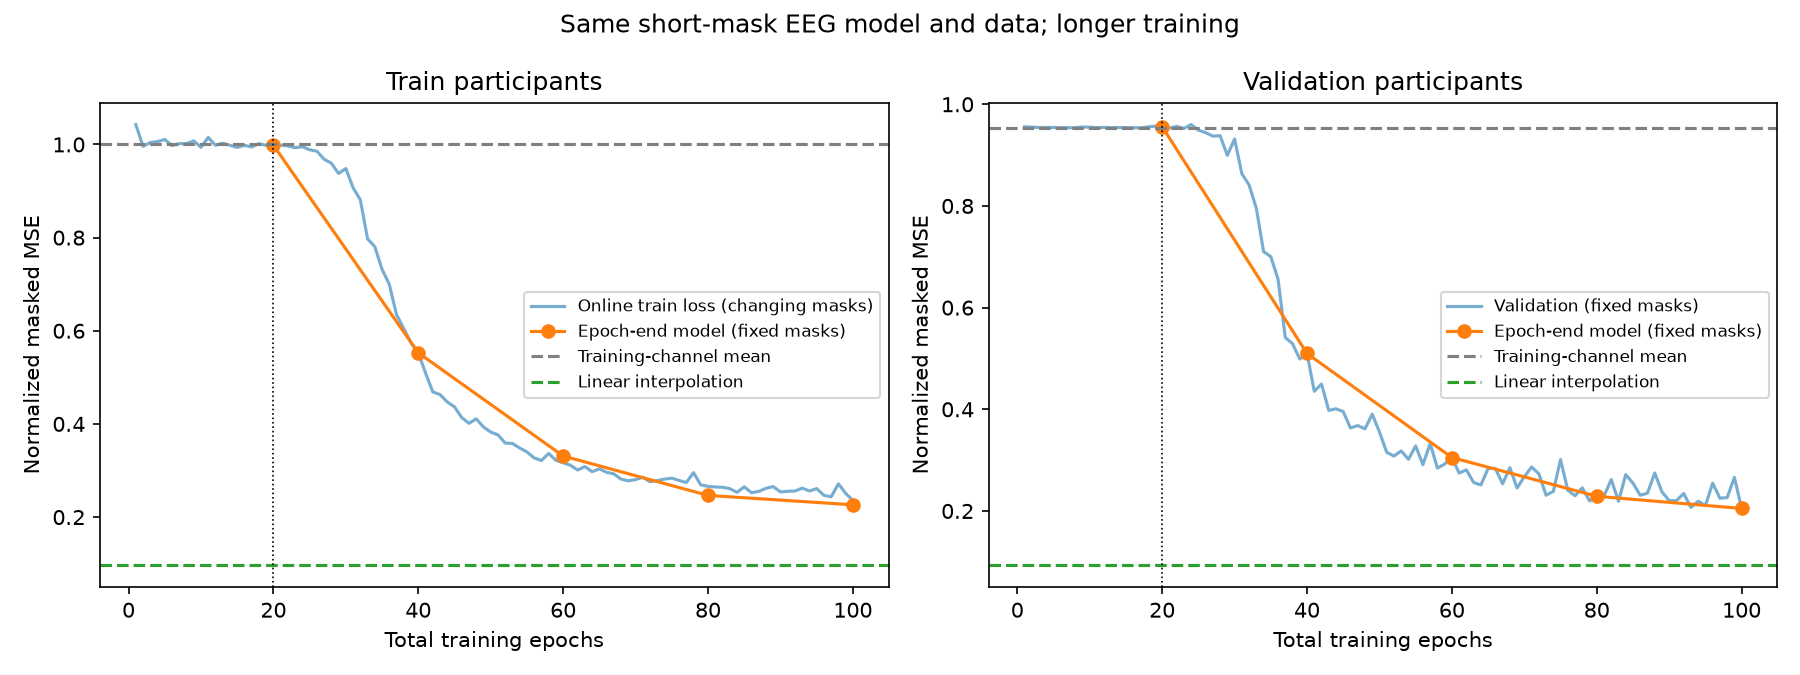 Same short-mask EEG model and data; longer training
Train participants
Normalized masked MSE
1.0
0.8
0.6
0.4
0.2
0
20
40
60
80
100
Total training epochs
Online train loss (changing masks)
Epoch-end model (fixed masks)
Training-channel mean
Linear interpolation
Validation participants
Normalized masked MSE
1.0
0.8
0.6
0.4
0.2
0
20
40
60
80
100
Total training epochs
Validation (fixed masks)
Epoch-end model (fixed masks)
Training-channel mean
Linear interpolation